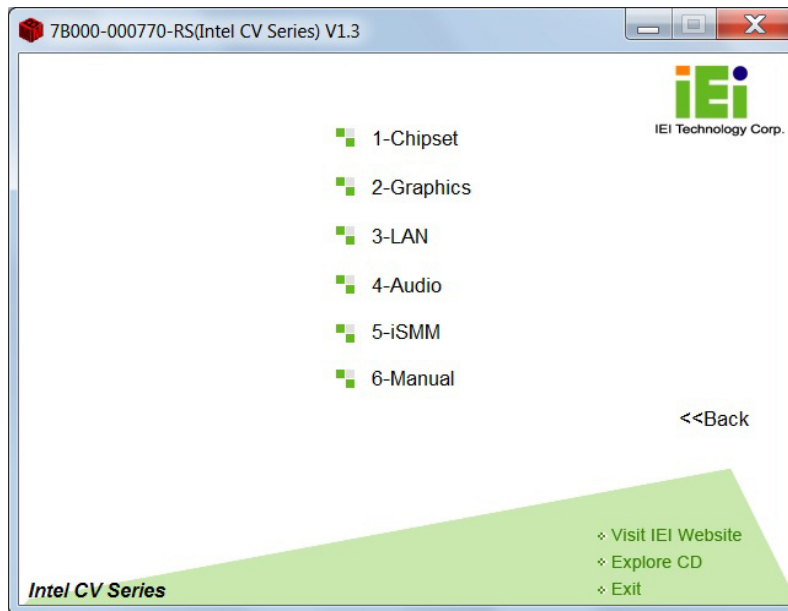 7B000-000770-RS(Intel CV Series) V1.3
iEi
IEI Technology Corp.
1-Chipset
2-Graphics
3-LAN
4-Audio
5-iSMM
6-Manual
<<Back
Visit IEI Website
Explore CD
Exit
Intel CV Series